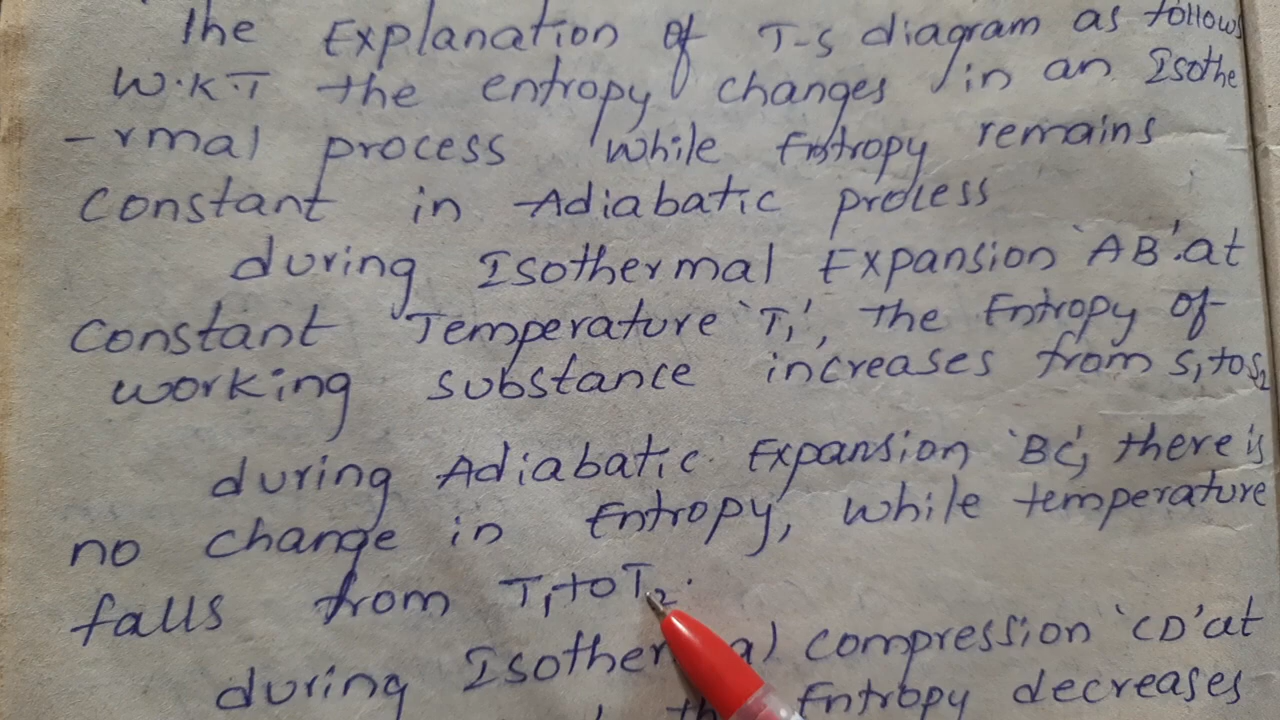 The Explanation of T-S diagram as follows
W.K.T the entropy changes in an Isothe
-rmal process while Entropy remains
constant in Adiabatic process
during Isothermal Expansion 'AB' at
constant Temperature 'T₁', The Entropy of
working substance increases from S₁ to S₂
during Adiabatic Expansion 'BC', there is
no change in Entropy, while temperature
falls from T₁ to T₂.
during compression 'CD' at
Entropy decreases